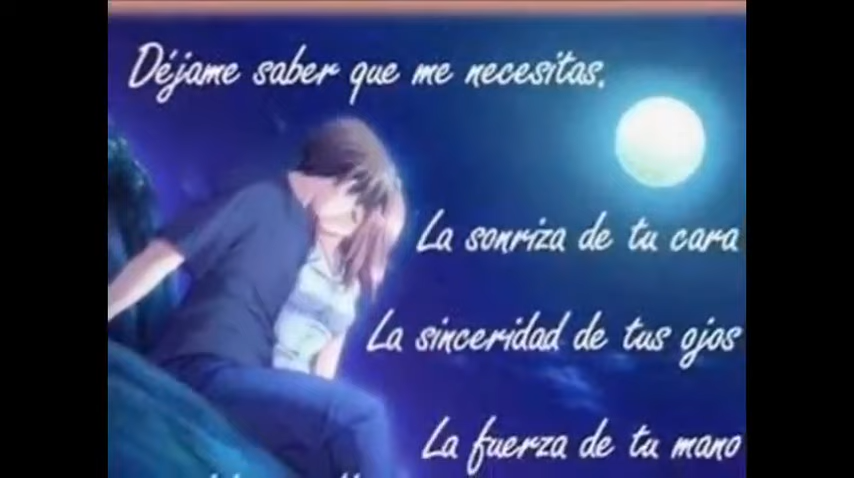 Déjame saber que me necesitas.
La sonriza de tu cara
La sinceridad de tus ojos
La fuerza de tu mano